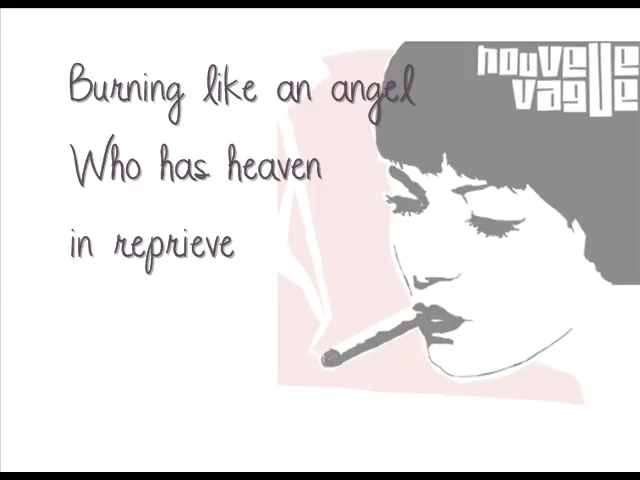 Burning like an angel
Who has heaven
in reprieve
nouvelle
vague